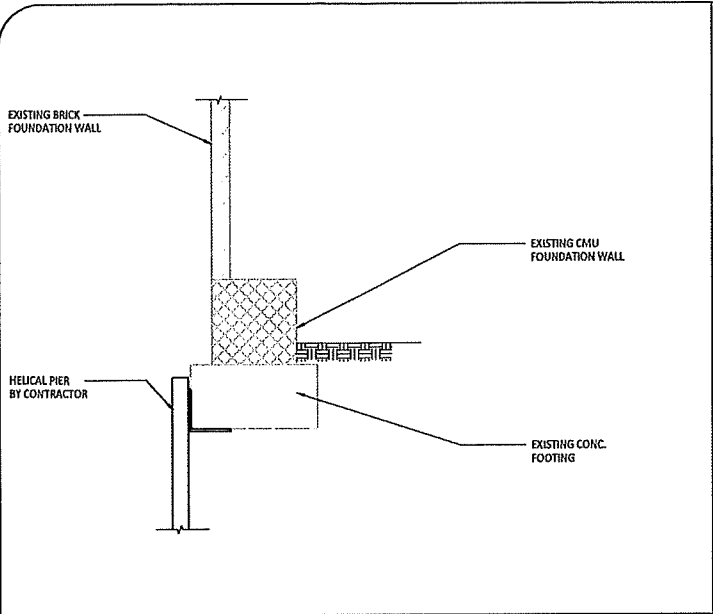 EXISTING BRICK
FOUNDATION WALL
EXISTING CMU
FOUNDATION WALL
HELICAL PIER
BY CONTRACTOR
EXISTING CONC.
FOOTING